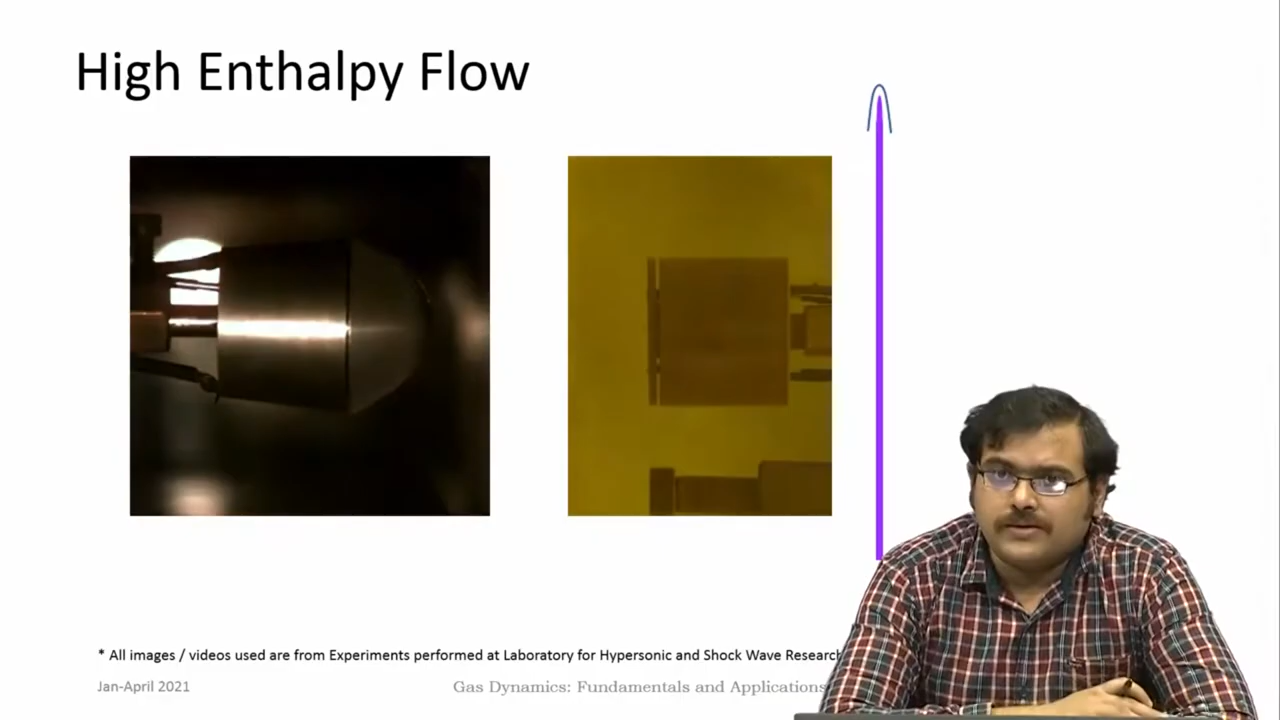 High Enthalpy Flow
* All images / videos used are from Experiments performed at Laboratory for Hypersonic and Shock Wave Research
Jan-April 2021
Gas Dynamics: Fundamentals and Applications